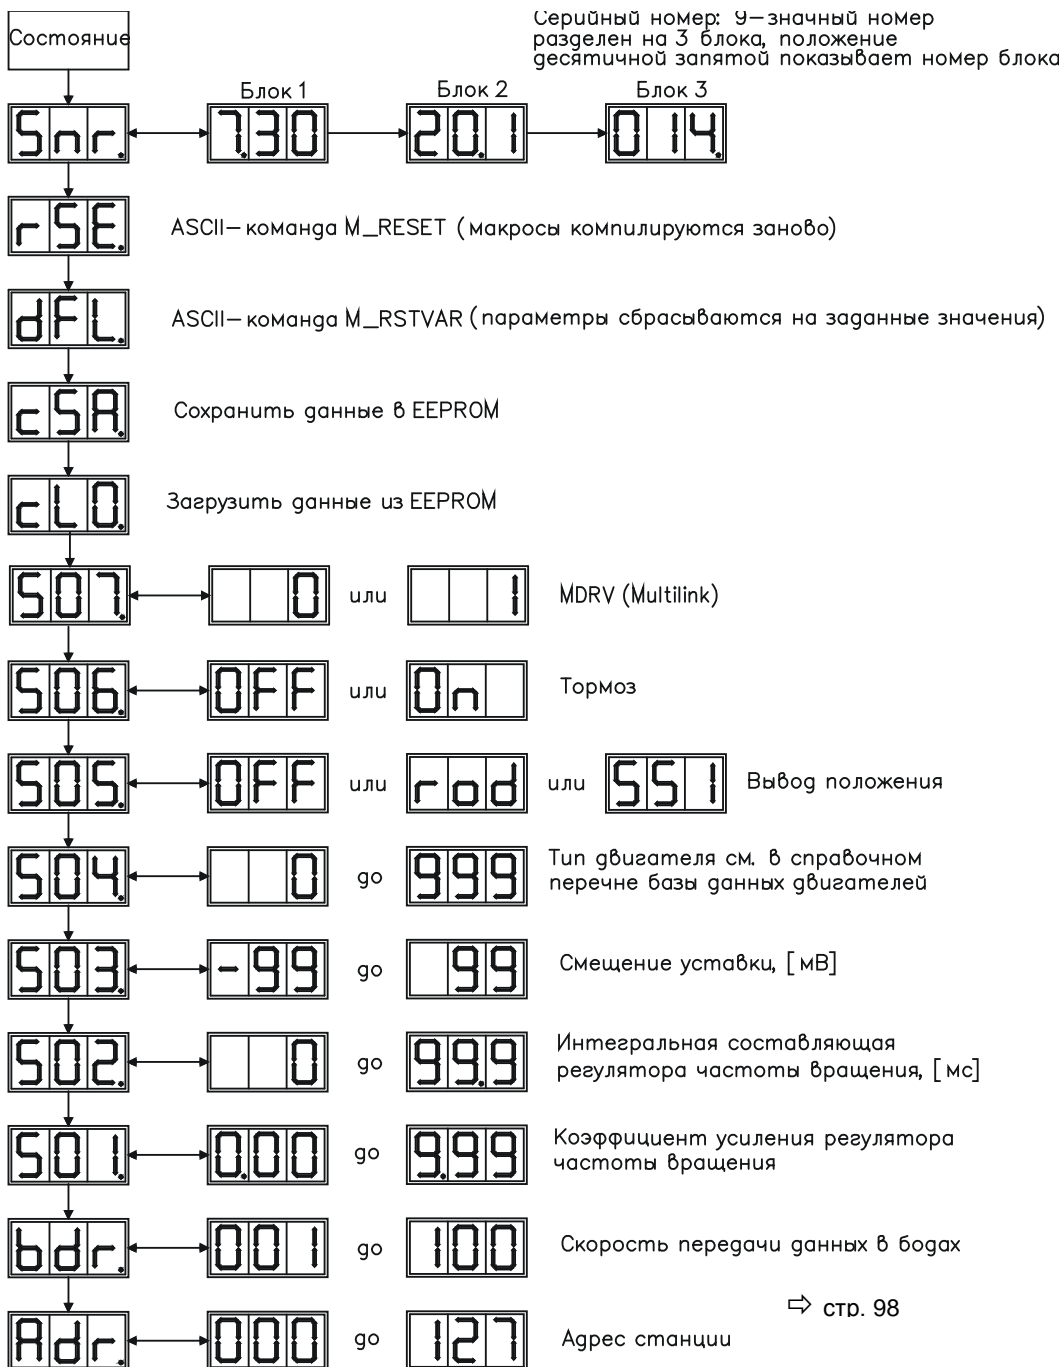 Состояние
Серийный номер: 9-значный номер
разделен на 3 блока, положение
десятичной запятой показывает номер блока
Блок 1 Блок 2 Блок 3
Snr. 7.30 20.1 014.
rSE. ASCII-команда M_RESET (макросы компилируются заново)
dFL. ASCII-команда M_RSTVAR (параметры сбрасываются на заданные значения)
cSA. Сохранить данные в EEPROM
cLO. Загрузить данные из EEPROM
S07. 0 или 1 MDRV (Multilink)
S06. OFF или On Тормоз
S05. OFF или rod или SSI Вывод положения
S04. 0 до 999 Тип двигателя см. в справочном
перечне базы данных двигателей
S03. -99 до 99 Смещение уставки, [мВ]
S02. 0 до 99.9 Интегральная составляющая
регулятора частоты вращения, [мс]
S01. 0.00 до 9.99 Коэффициент усиления регулятора
частоты вращения
bdr. 001 до 100 Скорость передачи данных в бодах
⇨ стр. 98
Adr. 000 до 127 Адрес станции